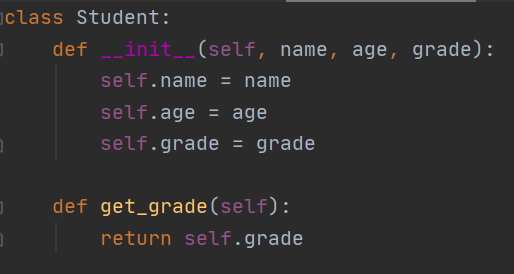 class Student:
    def __init__(self, name, age, grade):
        self.name = name
        self.age = age
        self.grade = grade

    def get_grade(self):
        return self.grade